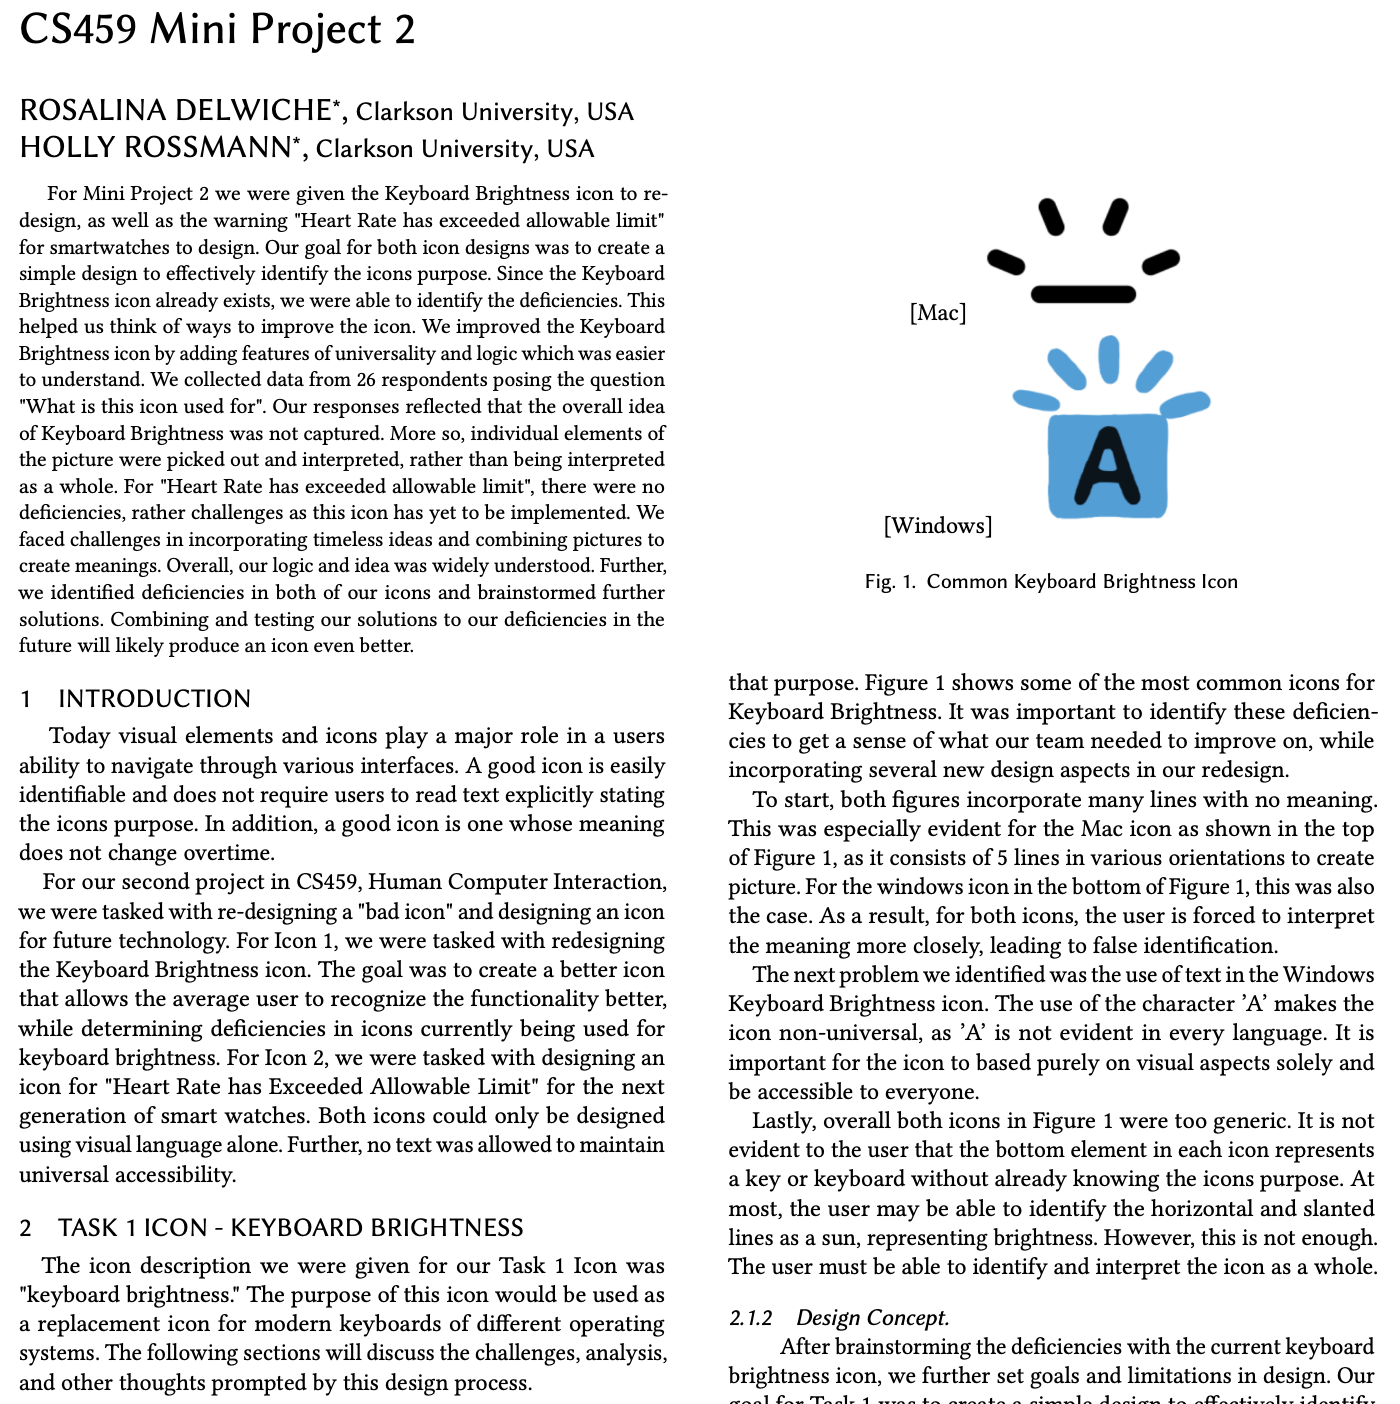 CS459 Mini Project 2
ROSALINA DELWICHE*, Clarkson University, USA
HOLLY ROSSMANN*, Clarkson University, USA
For Mini Project 2 we were given the Keyboard Brightness icon to re-
design, as well as the warning "Heart Rate has exceeded allowable limit"
for smartwatches to design. Our goal for both icon designs was to create a
simple design to effectively identify the icons purpose. Since the Keyboard
Brightness icon already exists, we were able to identify the deficiencies. This
helped us think of ways to improve the icon. We improved the Keyboard
Brightness icon by adding features of universality and logic which was easier
to understand. We collected data from 26 respondents posing the question
"What is this icon used for". Our responses reflected that the overall idea
of Keyboard Brightness was not captured. More so, individual elements of
the picture were picked out and interpreted, rather than being interpreted
as a whole. For "Heart Rate has exceeded allowable limit", there were no
deficiencies, rather challenges as this icon has yet to be implemented. We
faced challenges in incorporating timeless ideas and combining pictures to
create meanings. Overall, our logic and idea was widely understood. Further,
we identified deficiencies in both of our icons and brainstormed further
solutions. Combining and testing our solutions to our deficiencies in the
future will likely produce an icon even better.
1 INTRODUCTION
Today visual elements and icons play a major role in a users
ability to navigate through various interfaces. A good icon is easily
identifiable and does not require users to read text explicitly stating
the icons purpose. In addition, a good icon is one whose meaning
does not change overtime.
For our second project in CS459, Human Computer Interaction,
we were tasked with re-designing a "bad icon" and designing an icon
for future technology. For Icon 1, we were tasked with redesigning
the Keyboard Brightness icon. The goal was to create a better icon
that allows the average user to recognize the functionality better,
while determining deficiencies in icons currently being used for
keyboard brightness. For Icon 2, we were tasked with designing an
icon for "Heart Rate has Exceeded Allowable Limit" for the next
generation of smart watches. Both icons could only be designed
using visual language alone. Further, no text was allowed to maintain
universal accessibility.
2 TASK 1 ICON - KEYBOARD BRIGHTNESS
The icon description we were given for our Task 1 Icon was
"keyboard brightness." The purpose of this icon would be used as
a replacement icon for modern keyboards of different operating
systems. The following sections will discuss the challenges, analysis,
and other thoughts prompted by this design process.
[Mac]
A
[Windows]
Fig. 1. Common Keyboard Brightness Icon
that purpose. Figure 1 shows some of the most common icons for
Keyboard Brightness. It was important to identify these deficien-
cies to get a sense of what our team needed to improve on, while
incorporating several new design aspects in our redesign.
To start, both figures incorporate many lines with no meaning.
This was especially evident for the Mac icon as shown in the top
of Figure 1, as it consists of 5 lines in various orientations to create
picture. For the windows icon in the bottom of Figure 1, this was also
the case. As a result, for both icons, the user is forced to interpret
the meaning more closely, leading to false identification.
The next problem we identified was the use of text in the Windows
Keyboard Brightness icon. The use of the character 'A' makes the
icon non-universal, as 'A' is not evident in every language. It is
important for the icon to based purely on visual aspects solely and
be accessible to everyone.
Lastly, overall both icons in Figure 1 were too generic. It is not
evident to the user that the bottom element in each icon represents
a key or keyboard without already knowing the icons purpose. At
most, the user may be able to identify the horizontal and slanted
lines as a sun, representing brightness. However, this is not enough.
The user must be able to identify and interpret the icon as a whole.
2.1.2 Design Concept.
After brainstorming the deficiencies with the current keyboard
brightness icon, we further set goals and limitations in design. Our
goal for Task 1 was to create a simple design to effectively identify